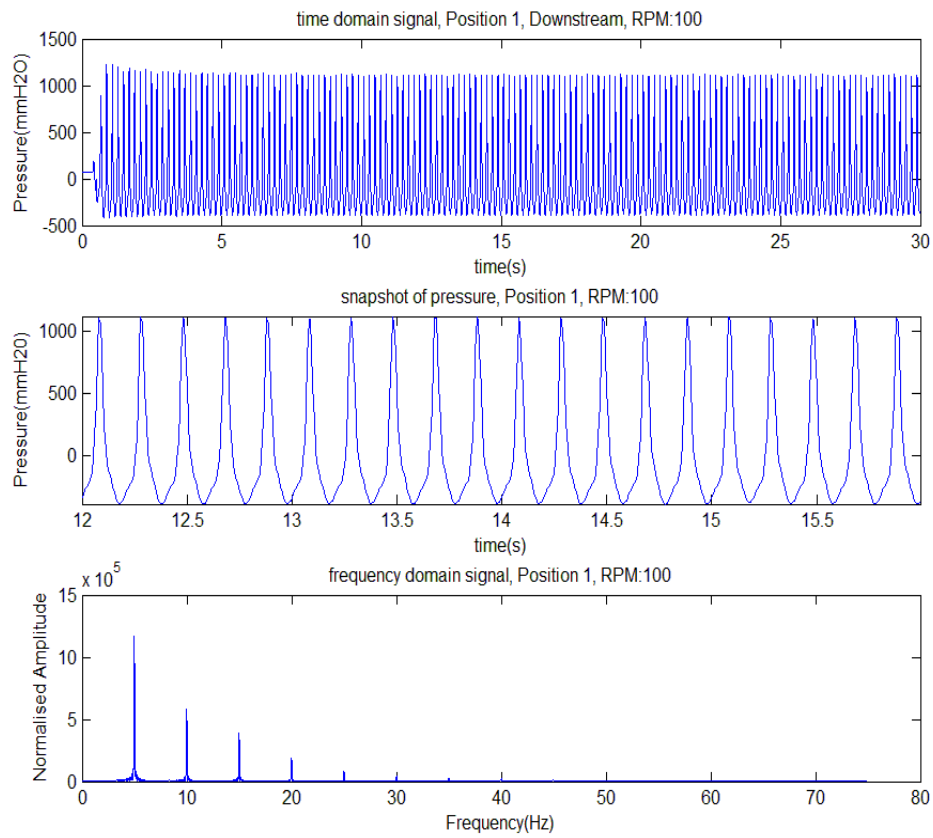 time domain signal, Position 1, Downstream, RPM:100
1500
1000
500
0
-500
Pressure(mmH2O)
0 5 10 15 20 25 30
time(s)
snapshot of pressure, Position 1, RPM:100
1000
500
0
Pressure(mmH20)
12 12.5 13 13.5 14 14.5 15 15.5
time(s)
x 10^5
frequency domain signal, Position 1, RPM:100
15
10
5
0
Normalised Amplitude
0 10 20 30 40 50 60 70 80
Frequency(Hz)